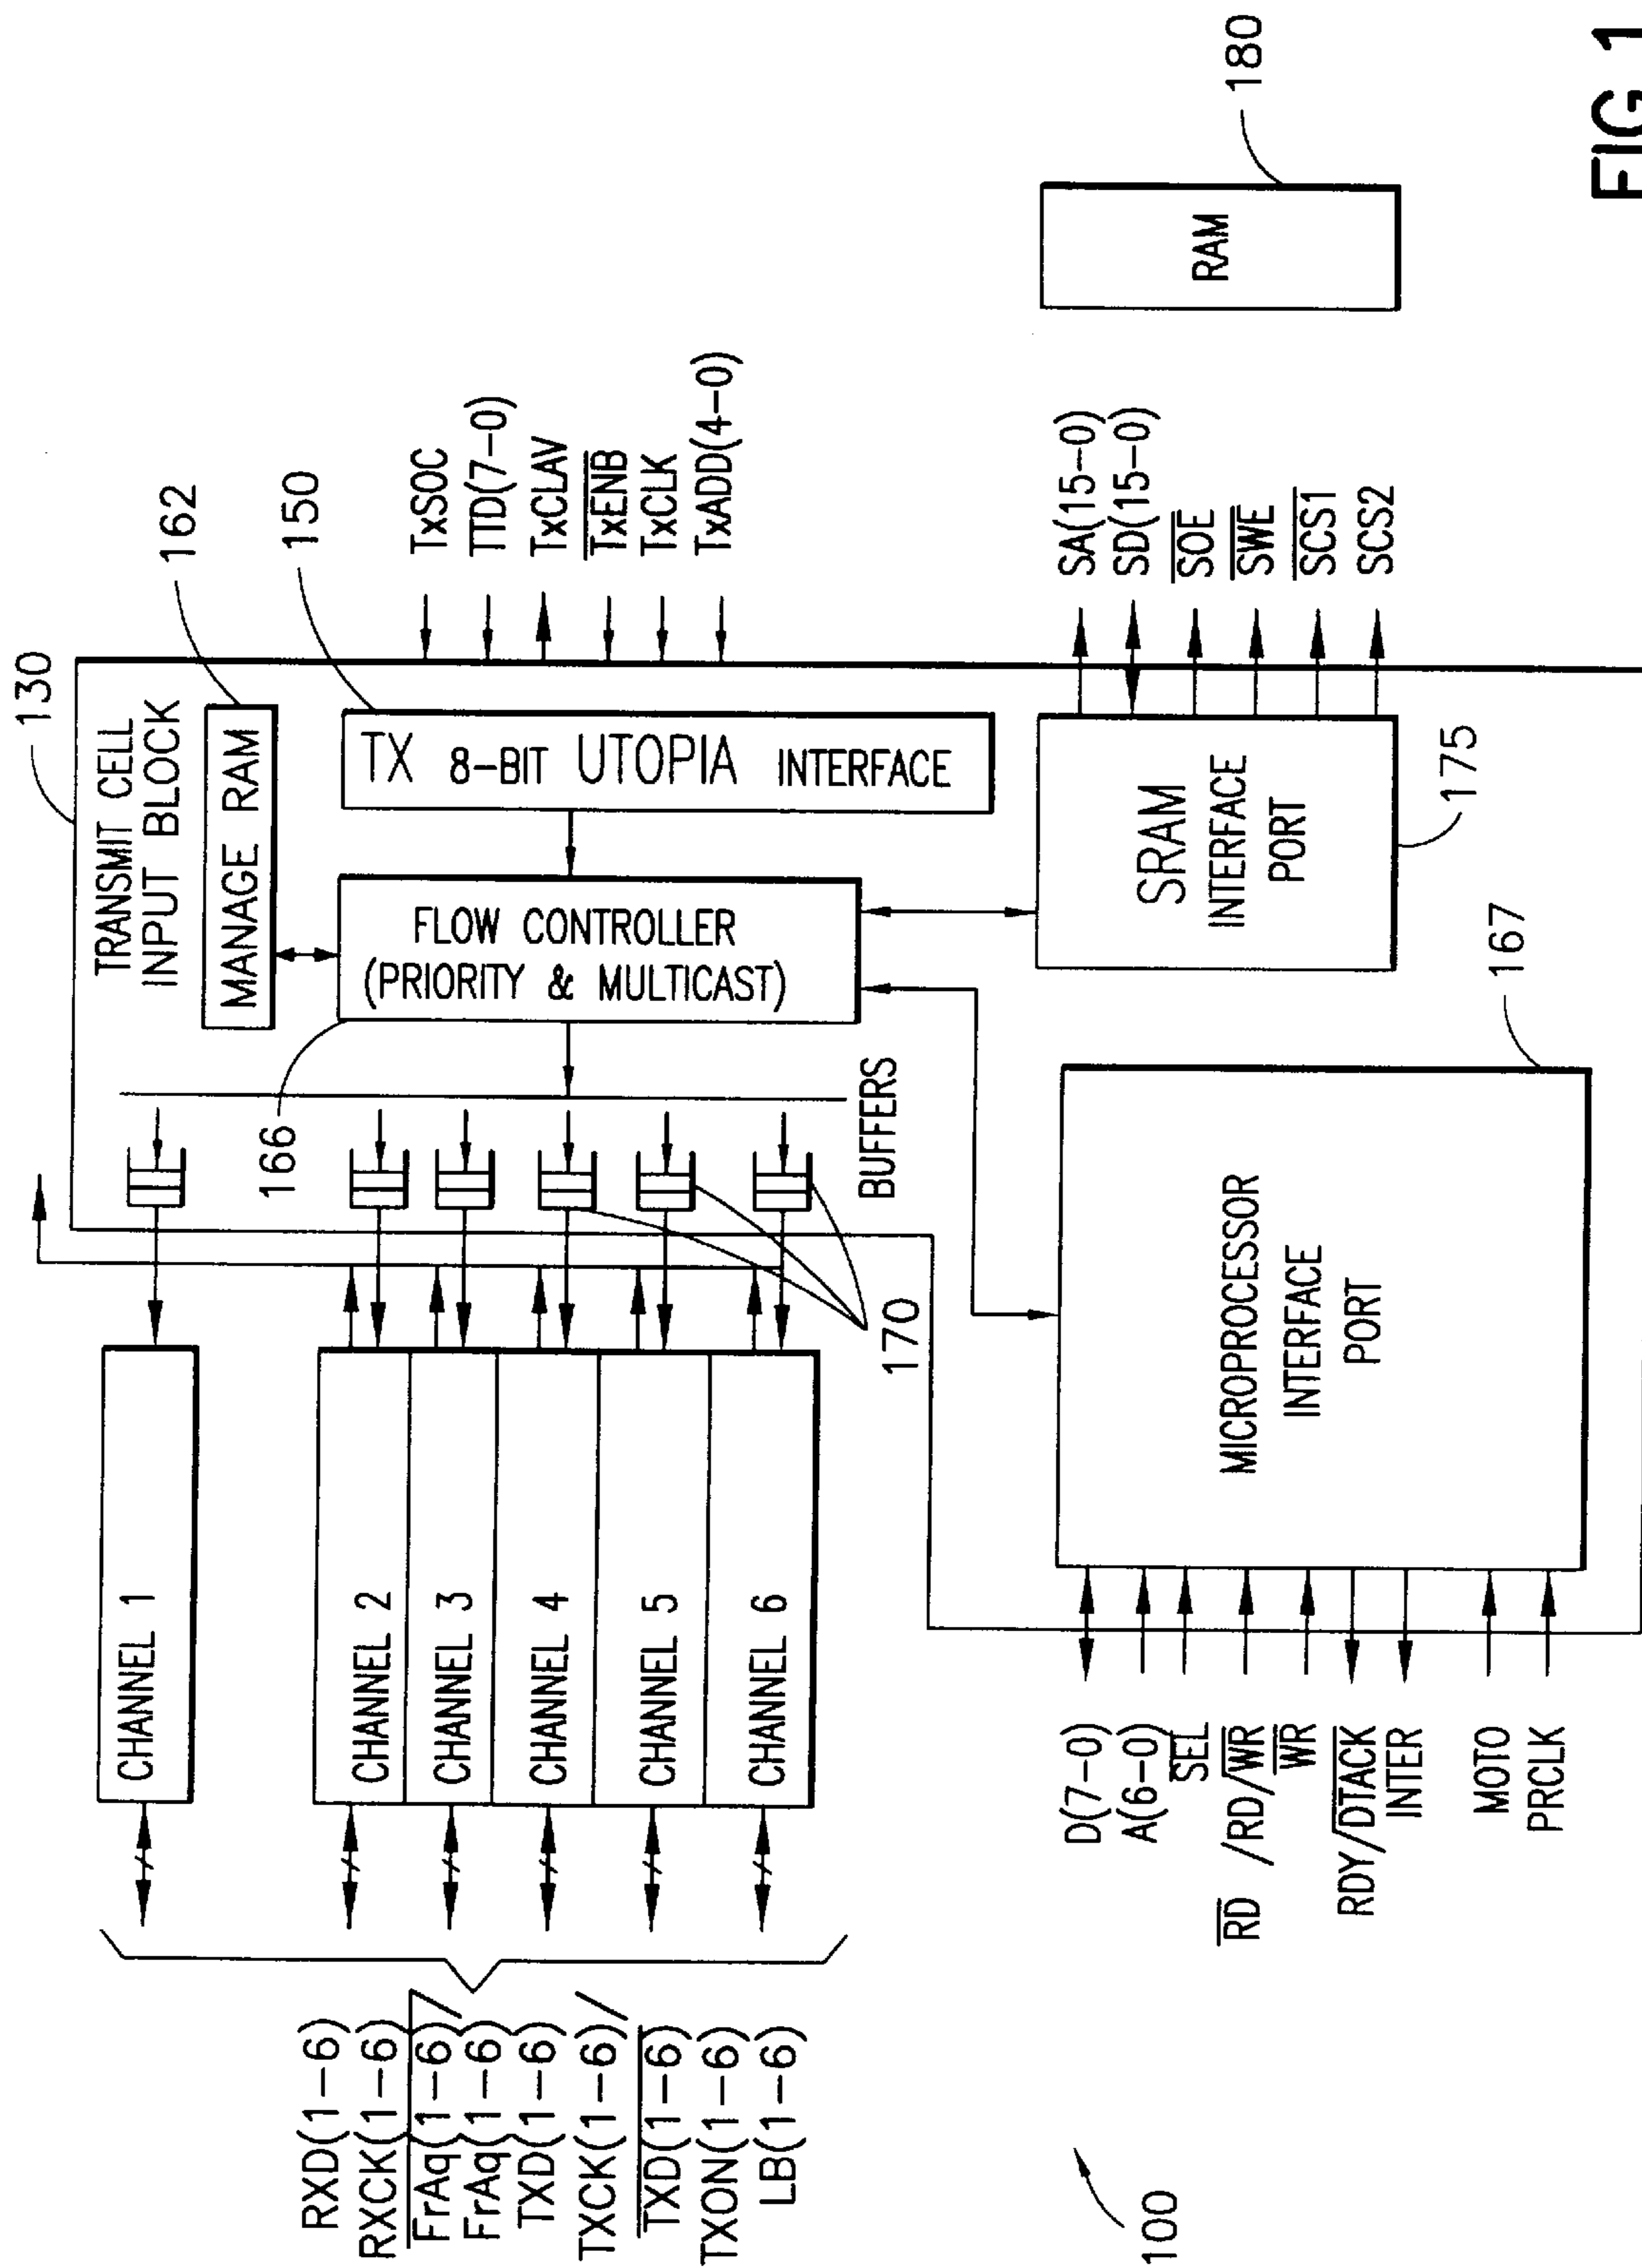 RXD(1-6)
RXCK(1-6)
FrAq(1-6)/
FrAq(1-6)
TXD(1-6)
TXCK(1-6)/
TXD(1-6)
TXON(1-6)
LB(1-6)
100
CHANNEL 1
CHANNEL 2
CHANNEL 3
CHANNEL 4
CHANNEL 5
CHANNEL 6
170
BUFFERS
166
130
TRANSMIT CELL
INPUT BLOCK
MANAGE RAM
162
FLOW CONTROLLER
(PRIORITY & MULTICAST)
TX 8-BIT UTOPIA INTERFACE
150
TxSOC
TTD(7-0)
TxCLAV
TxENB
TxCLK
TxADD(4-0)
D(7-0)
A(6-0)
SEL
RD /RD/WR
WR
RDY/DTACK
INTER
MOTO
PRCLK
MICROPROCESSOR
INTERFACE
PORT
167
SRAM
INTERFACE
PORT
175
SA(15-0)
SD(15-0)
SOE
SWE
SCS1
SCS2
RAM
180
FIG.1